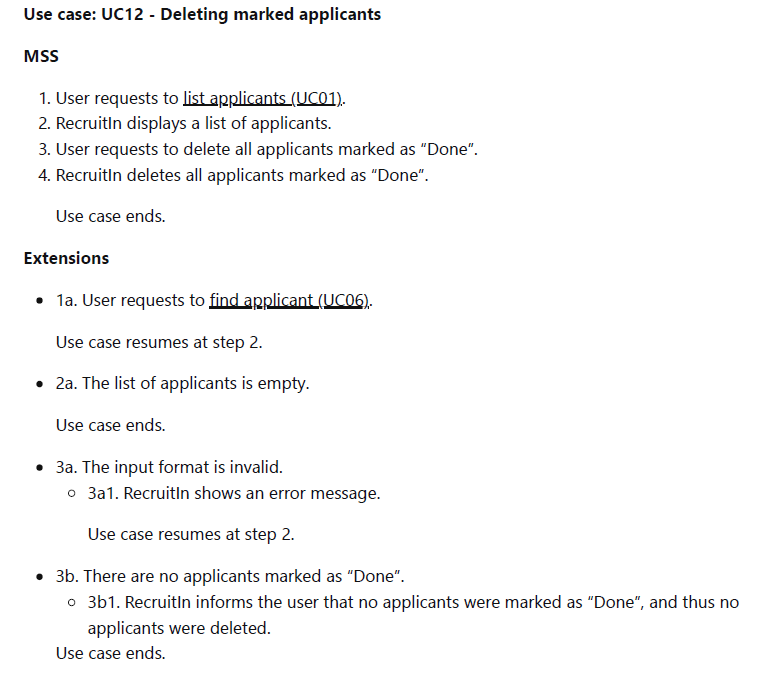 Use case: UC12 - Deleting marked applicants
MSS
1. User requests to list applicants (UC01).
2. RecruitIn displays a list of applicants.
3. User requests to delete all applicants marked as “Done”.
4. RecruitIn deletes all applicants marked as “Done”.
Use case ends.
Extensions
• 1a. User requests to find applicant (UC06).
Use case resumes at step 2.
• 2a. The list of applicants is empty.
Use case ends.
• 3a. The input format is invalid.
○ 3a1. RecruitIn shows an error message.
Use case resumes at step 2.
• 3b. There are no applicants marked as “Done”.
○ 3b1. RecruitIn informs the user that no applicants were marked as “Done”, and thus no
applicants were deleted.
Use case ends.